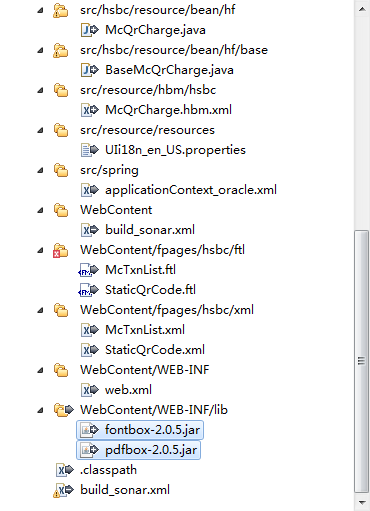 src/hsbc/resource/bean/hf
McQrCharge.java
src/hsbc/resource/bean/hf/base
BaseMcQrCharge.java
src/resource/hbm/hsbc
McQrCharge.hbm.xml
src/resource/resources
UIi18n_en_US.properties
src/spring
applicationContext_oracle.xml
WebContent
build_sonar.xml
WebContent/fpages/hsbc/ftl
McTxnList.ftl
StaticQrCode.ftl
WebContent/fpages/hsbc/xml
McTxnList.xml
StaticQrCode.xml
WebContent/WEB-INF
web.xml
WebContent/WEB-INF/lib
fontbox-2.0.5.jar
pdfbox-2.0.5.jar
.classpath
build_sonar.xml